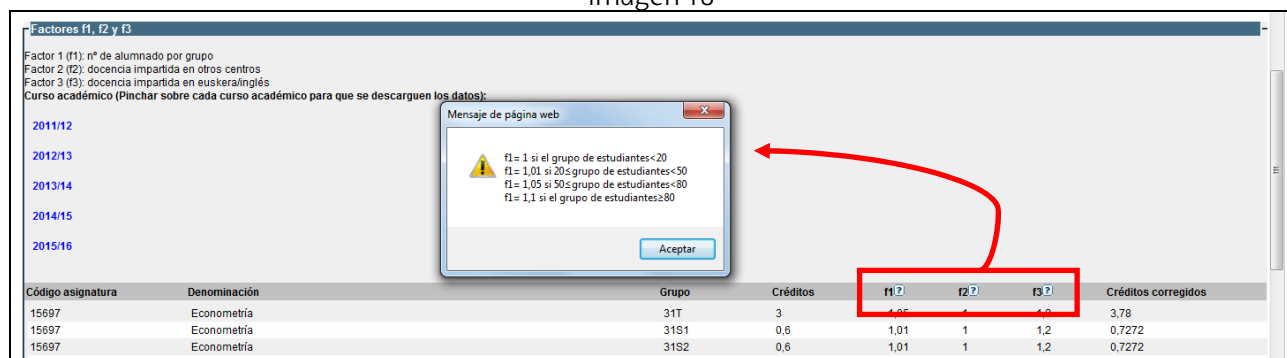 Factores f1, f2 y f3
Factor 1 (f1): nº de alumnado por grupo
Factor 2 (f2): docencia impartida en otros centros
Factor 3 (f3): docencia impartida en euskera/inglés
Curso académico (Pinchar sobre cada curso académico para que se descarguen los datos):
2011/12
2012/13
2013/14
2014/15
2015/16
Mensaje de página web
f1= 1 si el grupo de estudiantes<20
f1= 1,01 si 20≤grupo de estudiantes<50
f1= 1,05 si 50≤grupo de estudiantes<80
f1= 1,1 si el grupo de estudiantes≥80
Aceptar
Código asignatura Denominación Grupo Créditos f1 ? f2 ? f3 ? Créditos corregidos
15697 Econometría 31T 3 3,78
15697 Econometría 31S1 0,6 1,01 1 1,2 0,7272
15697 Econometría 31S2 0,6 1,01 1 1,2 0,7272